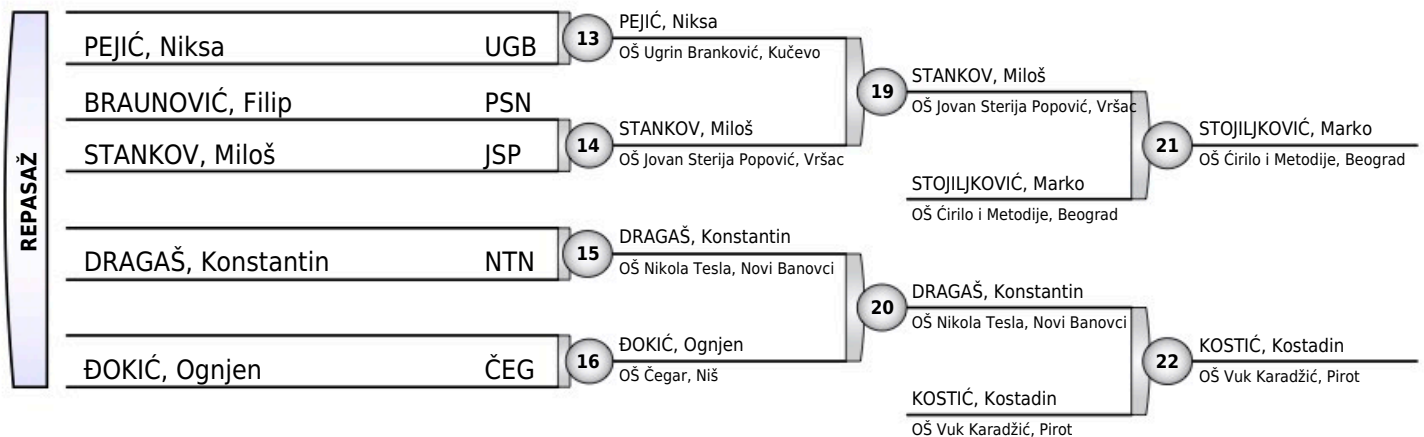 REPASAŽ
PEJIĆ, Niksa UGB
BRAUNOVIĆ, Filip PSN
STANKOV, Miloš JSP
DRAGAŠ, Konstantin NTN
ĐOKIĆ, Ognjen ČEG
13
PEJIĆ, Niksa
OŠ Ugrin Branković, Kučevo
14
STANKOV, Miloš
OŠ Jovan Sterija Popović, Vršac
15
DRAGAŠ, Konstantin
OŠ Nikola Tesla, Novi Banovci
16
ĐOKIĆ, Ognjen
OŠ Čegar, Niš
19
STANKOV, Miloš
OŠ Jovan Sterija Popović, Vršac
STOJILJKOVIĆ, Marko
OŠ Ćirilo i Metodije, Beograd
20
DRAGAŠ, Konstantin
OŠ Nikola Tesla, Novi Banovci
KOSTIĆ, Kostadin
OŠ Vuk Karadžić, Pirot
21
STOJILJKOVIĆ, Marko
OŠ Ćirilo i Metodije, Beograd
22
KOSTIĆ, Kostadin
OŠ Vuk Karadžić, Pirot